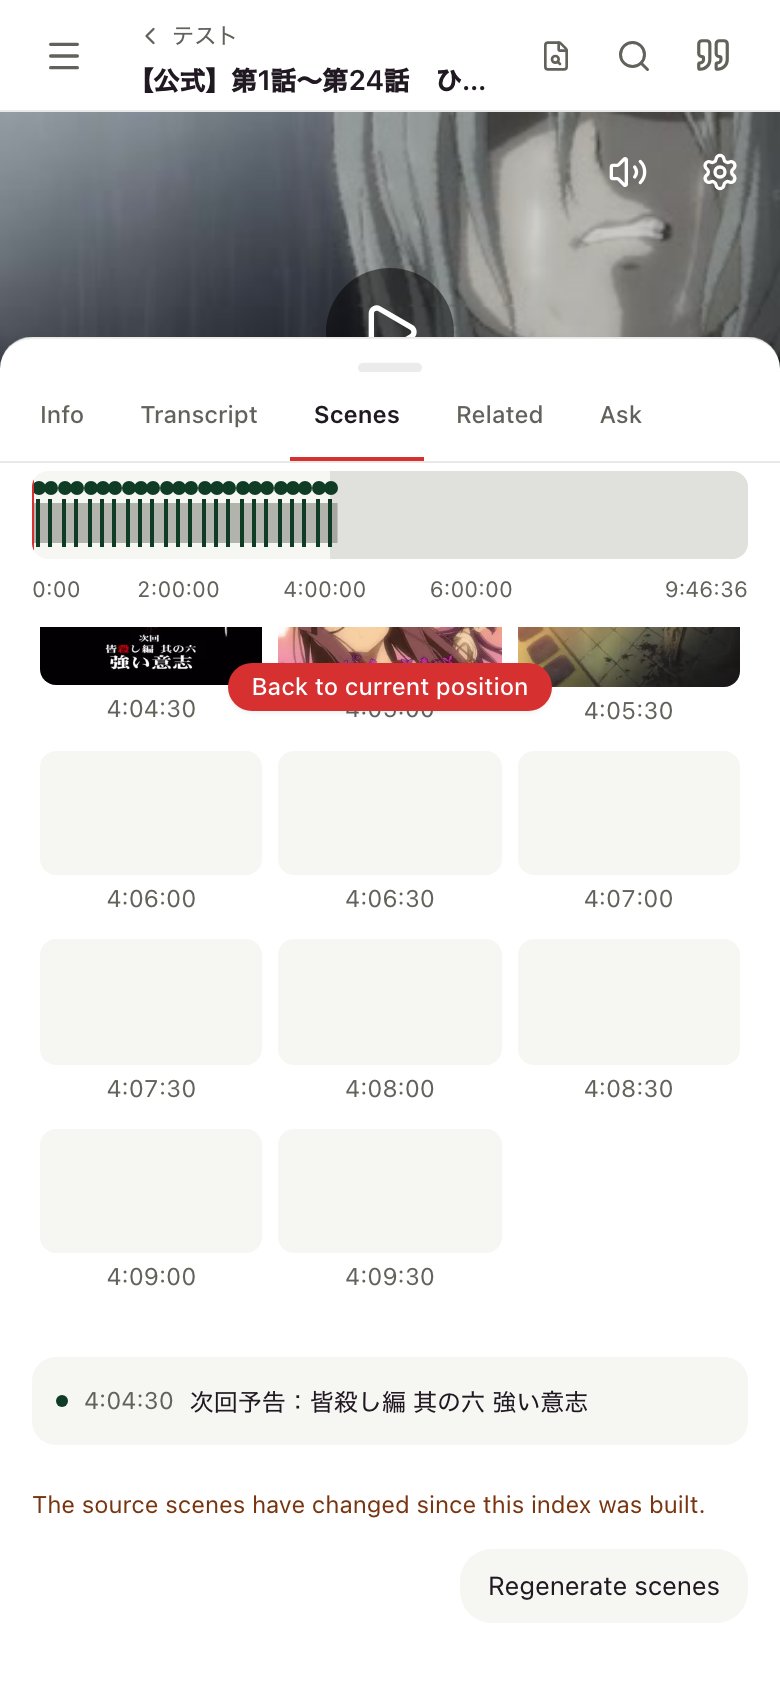 テスト
【公式】第1話〜第24話　ひ...
Info
Transcript
Scenes
Related
Ask
0:00
2:00:00
4:00:00
6:00:00
9:46:36
次回
皆殺し編 其の六
強い意志
Back to current position
4:04:30
4:05:00
4:05:30
4:06:00
4:06:30
4:07:00
4:07:30
4:08:00
4:08:30
4:09:00
4:09:30
4:04:30 次回予告：皆殺し編 其の六 強い意志
The source scenes have changed since this index was built.
Regenerate scenes